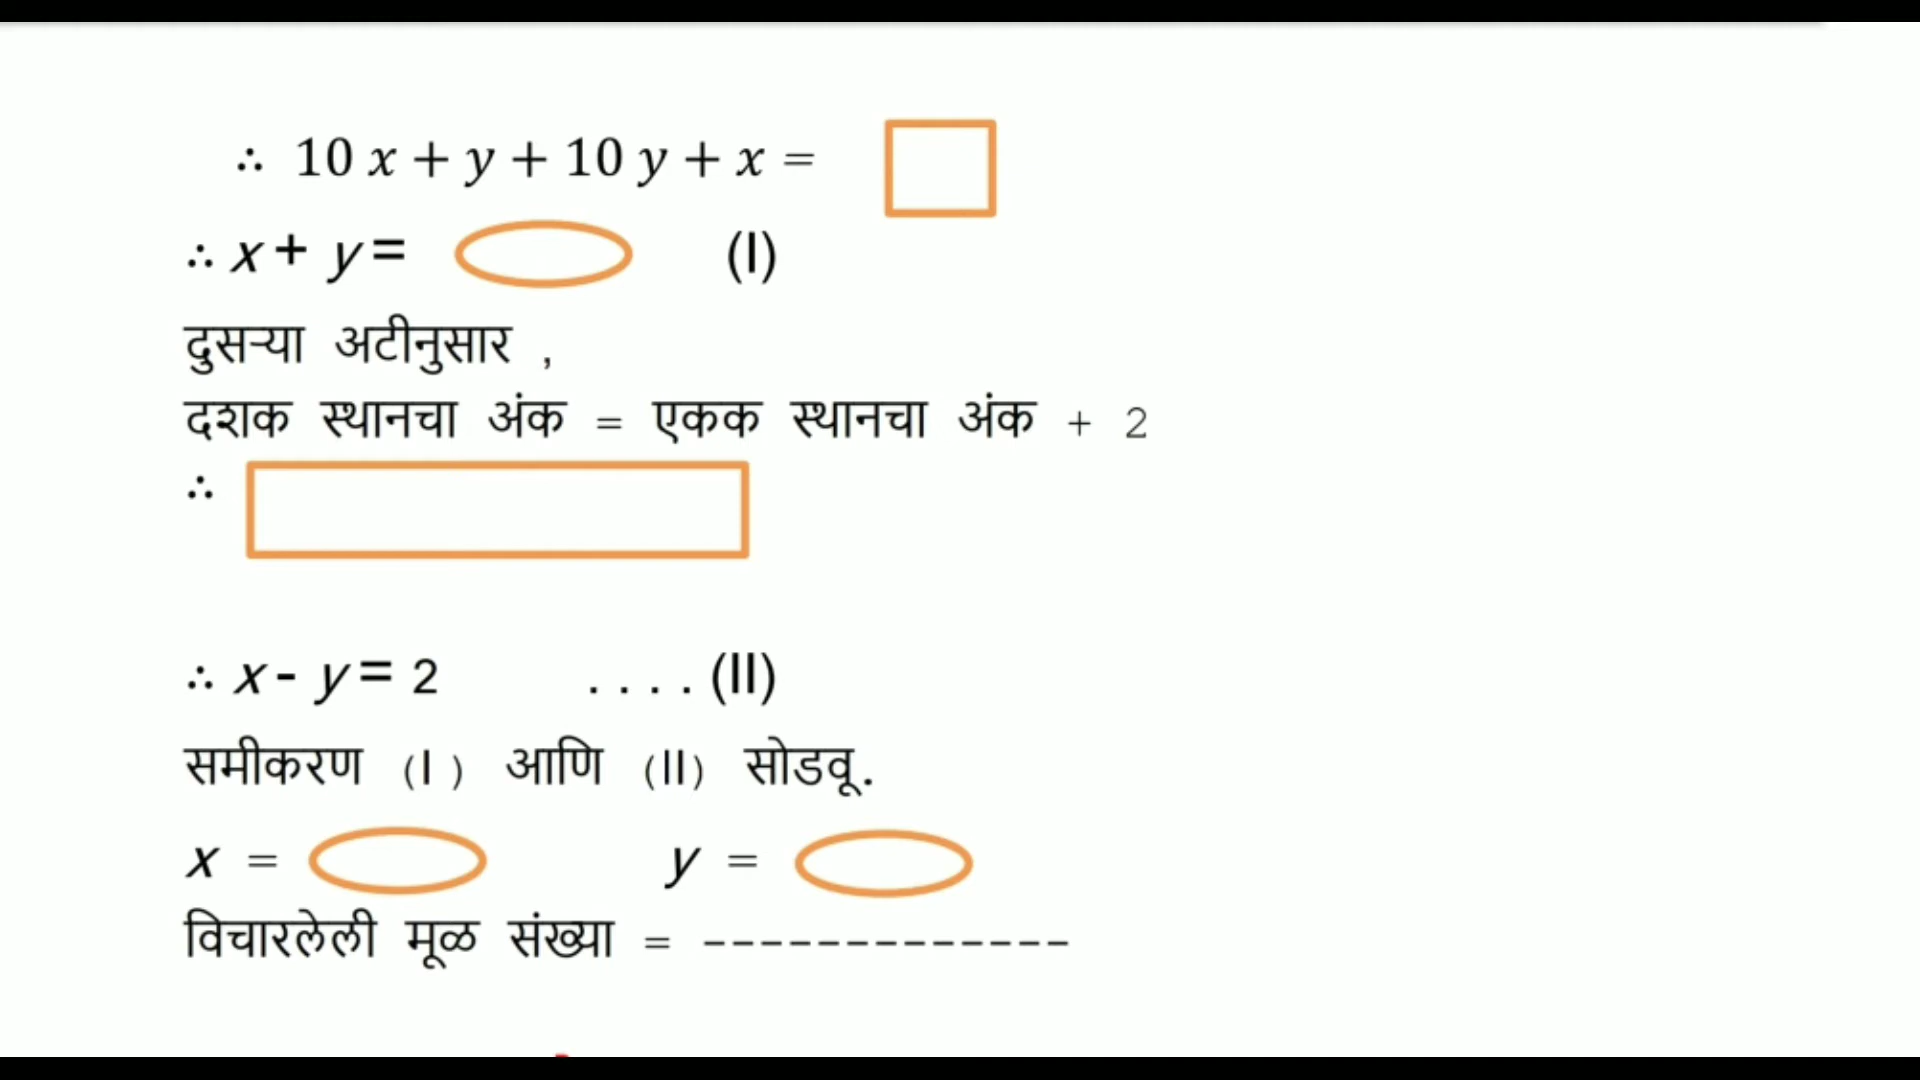 ∴ 10 x + y + 10 y + x =
∴ x + y = (I)
दुसऱ्या अटीनुसार ,
दशक स्थानचा अंक = एकक स्थानचा अंक + 2
∴
∴ x - y = 2 . . . . (II)
समीकरण (I ) आणि (II) सोडवू.
x = y =
विचारलेली मूळ संख्या = -------------